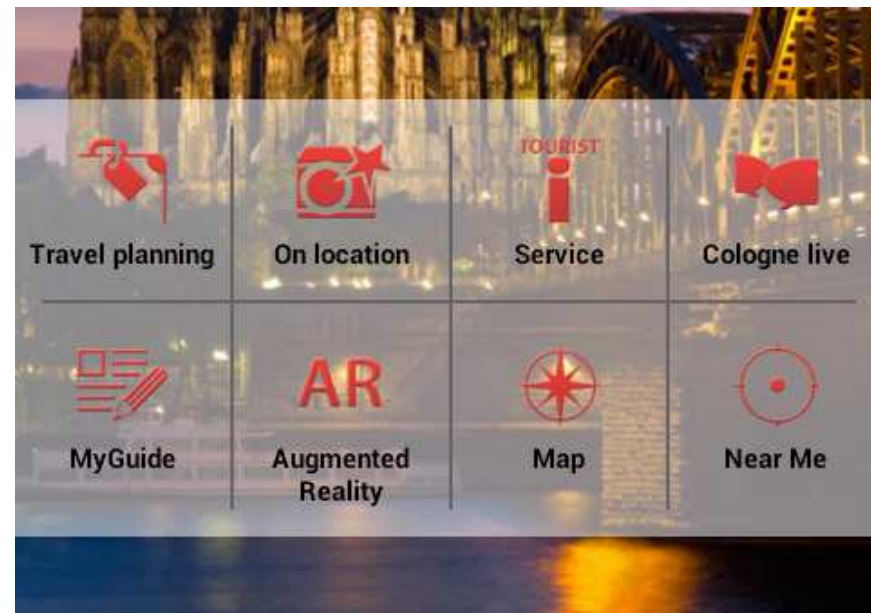 TOURIST
i
Travel planning
On location
Service
Cologne live
AR
MyGuide
Augmented
Reality
Map
Near Me